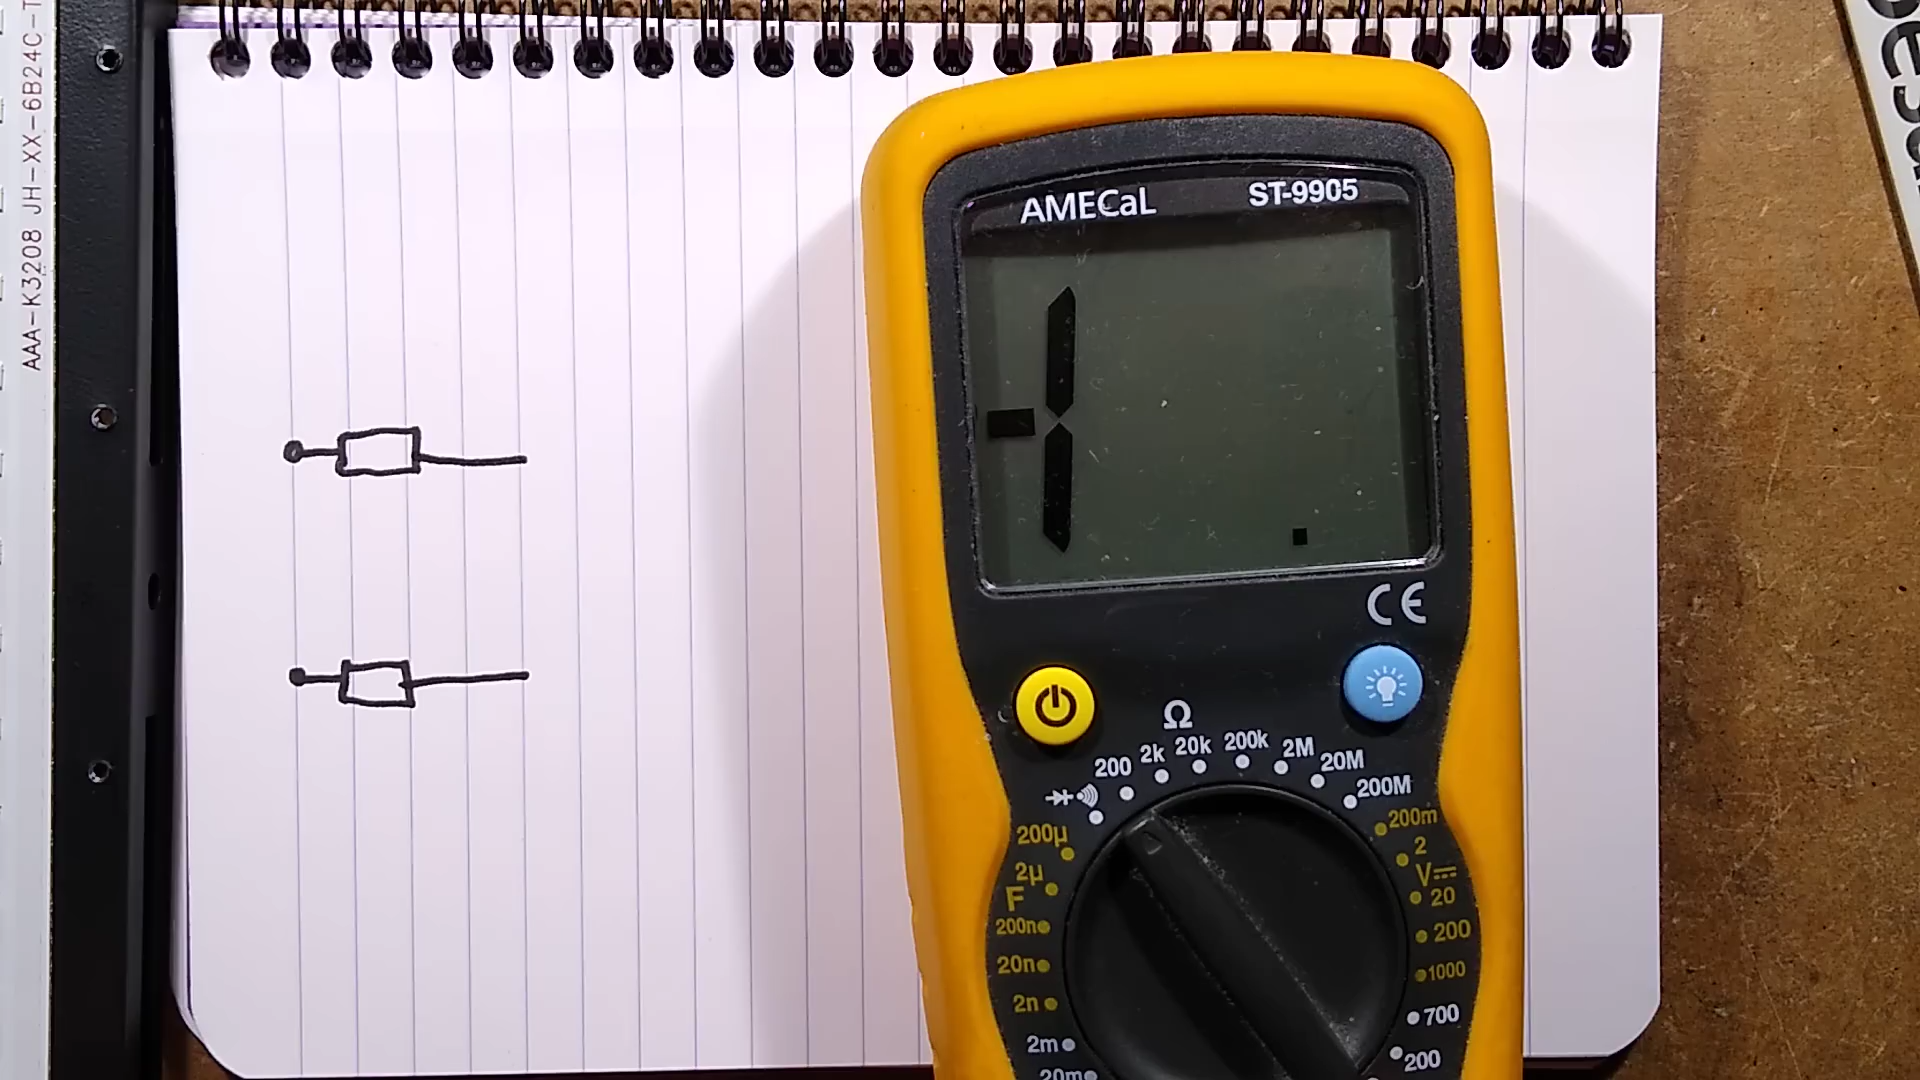 AAA-K3208 JH-XX-6B24C-T
AMECaL ST-9905
-1 .
CE
Ω
200 2k 20k 200k 2M 20M 200M
200µ
2µ
F
200n
20n
2n
2m
20m
200m
2
V
20
200
1000
700
200